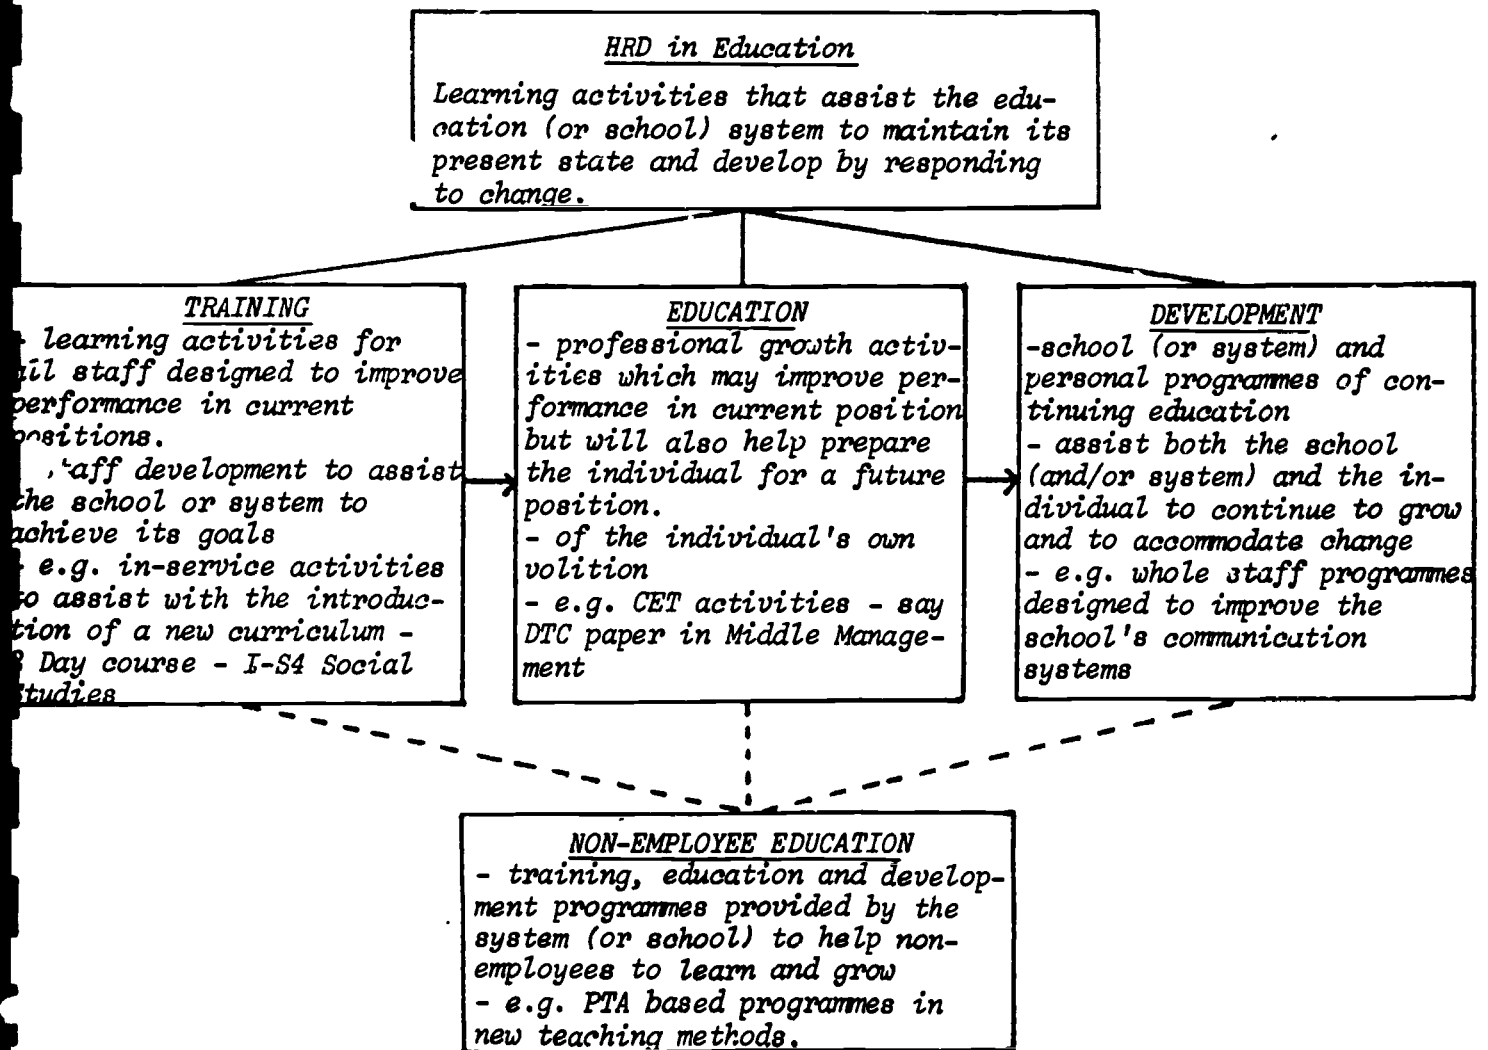 HRD in Education
Learning activities that assist the edu-
cation (or school) system to maintain its
present state and develop by responding
to change.
TRAINING
learning activities for
staff designed to improve
performance in current
positions.
development to assist
the school or system to
achieve its goals
- e.g. in-service activities
to assist with the introduc-
tion of a new curriculum -
Day course - I-S4 Social
Studies
EDUCATION
- professional growth activ-
ities which may improve per-
formance in current position
but will also help prepare
the individual for a future
position.
- of the individual's own
volition
- e.g. CET activities - say
DTC paper in Middle Manage-
ment
DEVELOPMENT
-school (or system) and
personal programmes of con-
tinuing education
- assist both the school
(and/or system) and the in-
dividual to continue to grow
and to accommodate change
- e.g. whole staff programmes
designed to improve the
school's communication
systems
NON-EMPLOYEE EDUCATION
- training, education and develop-
ment programmes provided by the
system (or school) to help non-
employees to learn and grow
- e.g. PTA based programmes in
new teaching methods.